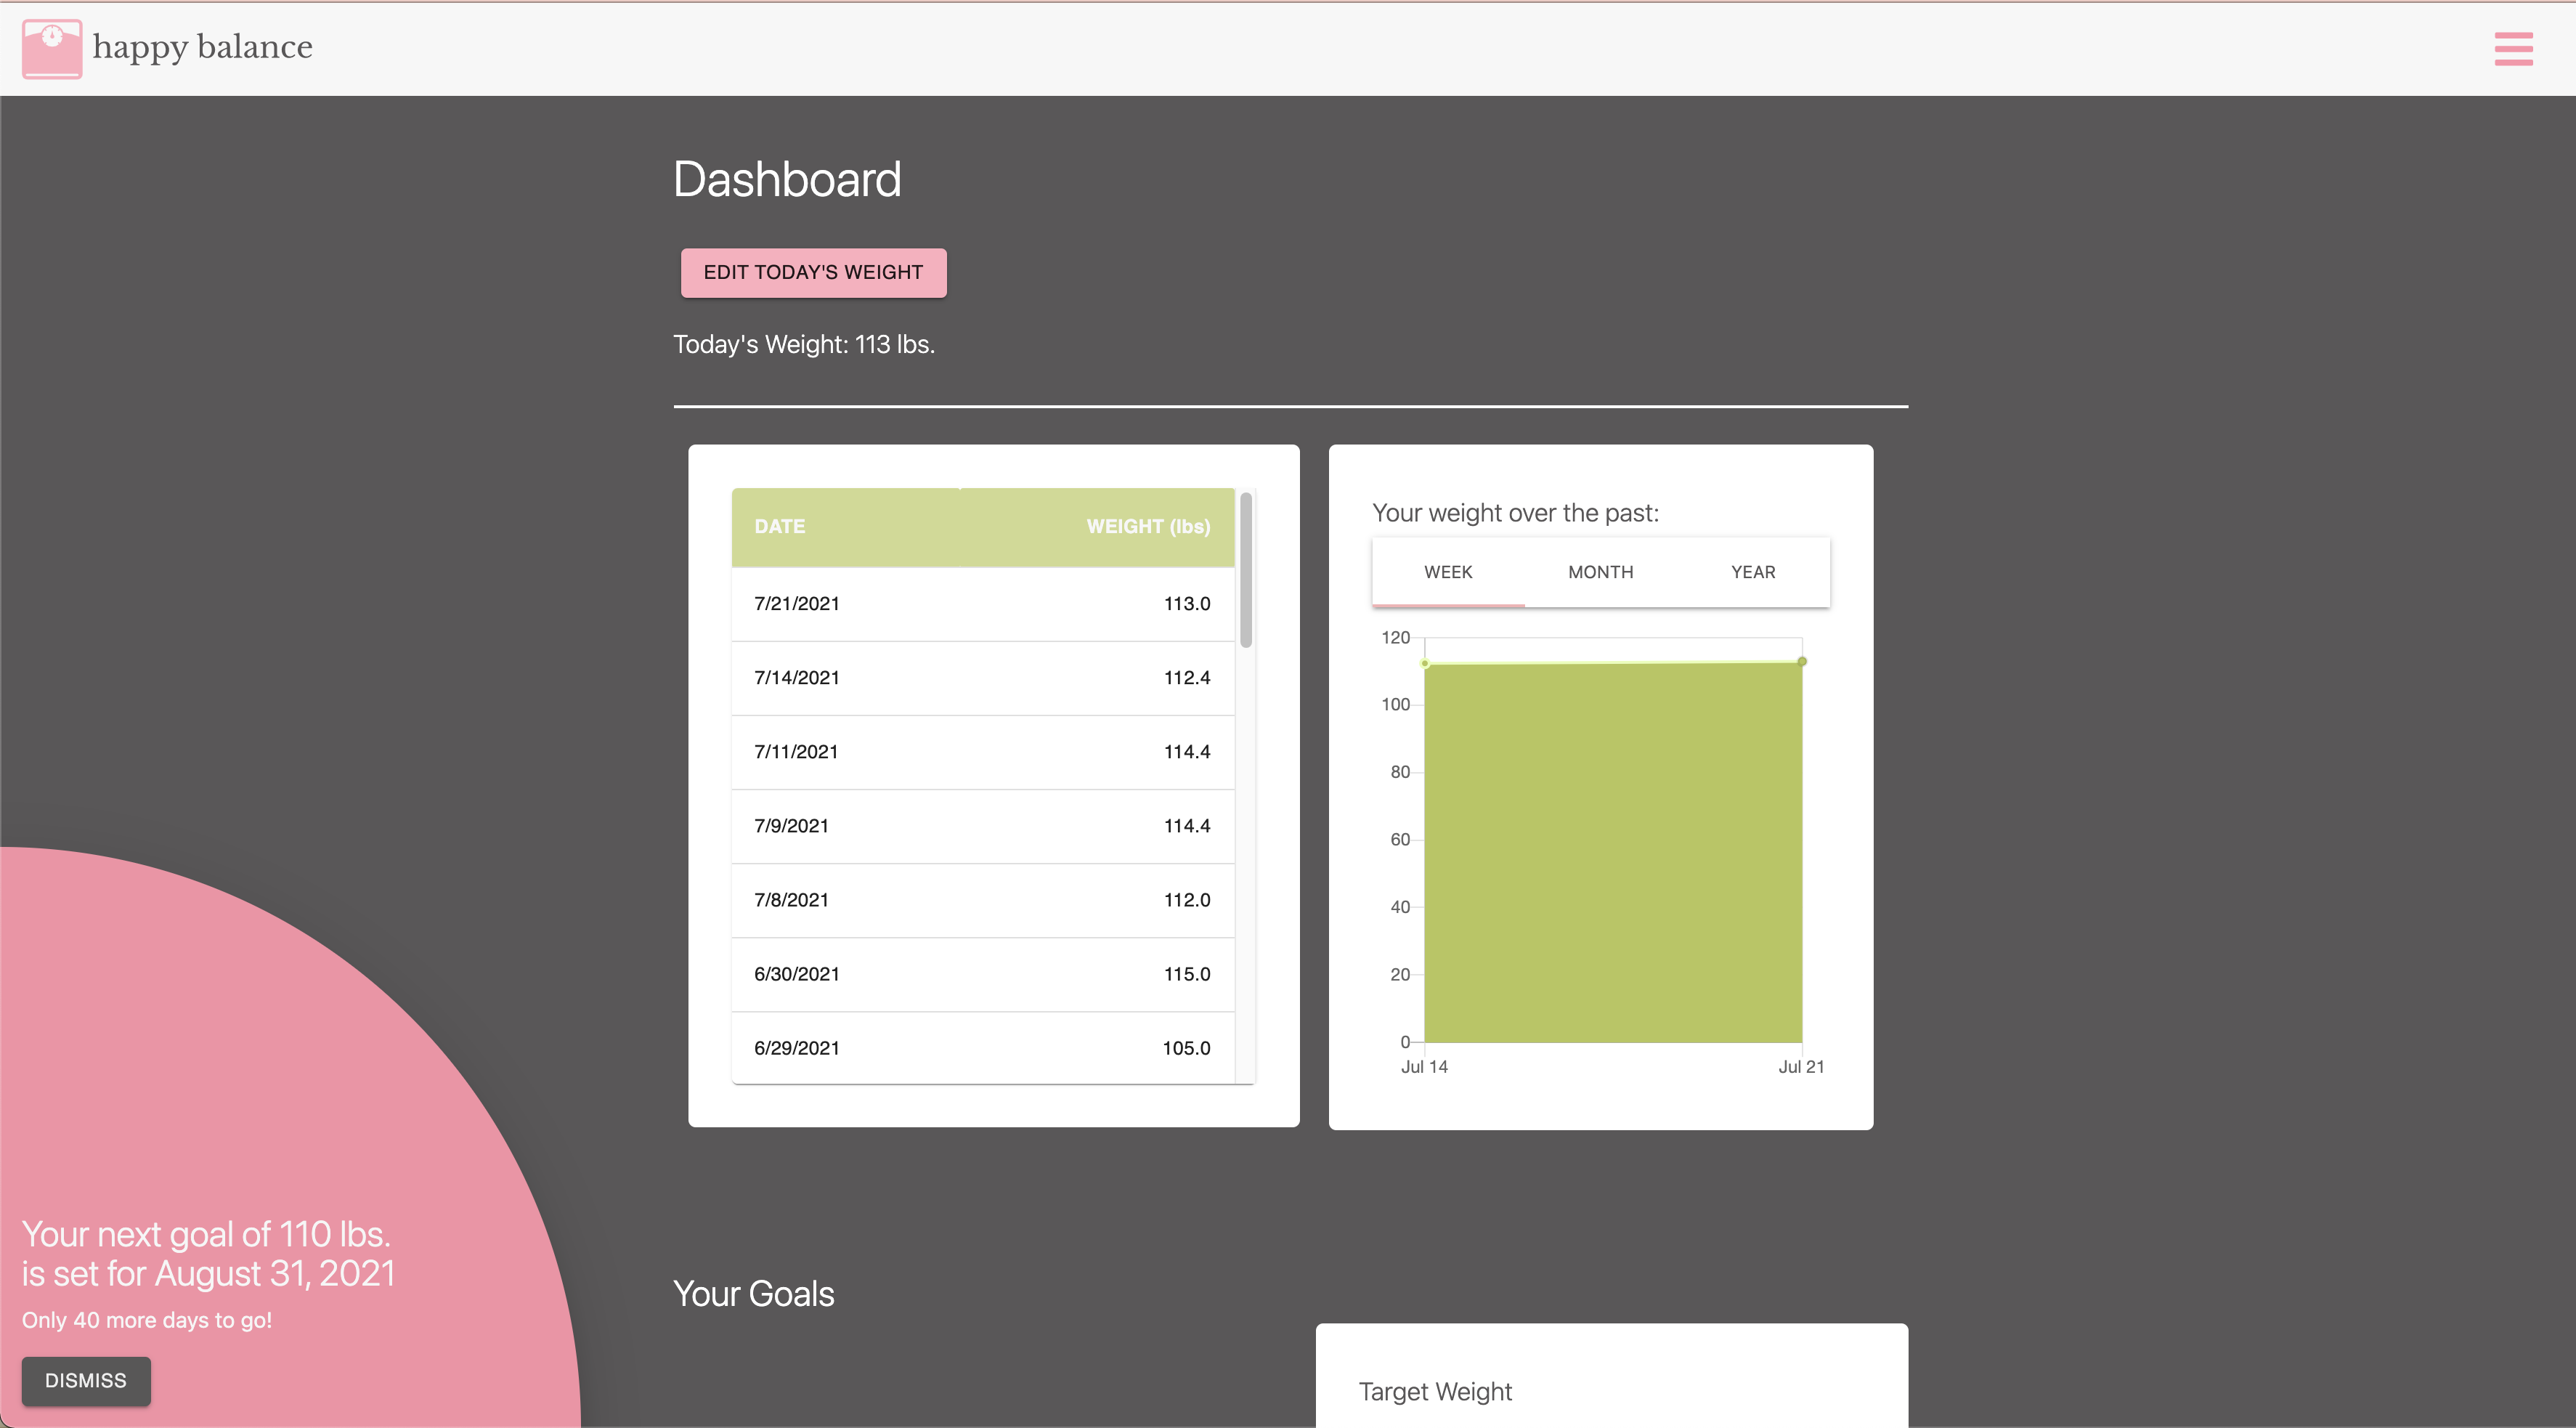 happy balance
Dashboard
EDIT TODAY'S WEIGHT
Today's Weight: 113 lbs.
DATE WEIGHT (lbs)
7/21/2021 113.0
7/14/2021 112.4
7/11/2021 114.4
7/9/2021 114.4
7/8/2021 112.0
6/30/2021 115.0
6/29/2021 105.0
Your weight over the past:
WEEK MONTH YEAR
120
100
80
60
40
20
0
Jul 14 Jul 21
Your next goal of 110 lbs.
is set for August 31, 2021
Only 40 more days to go!
DISMISS
Your Goals
Target Weight